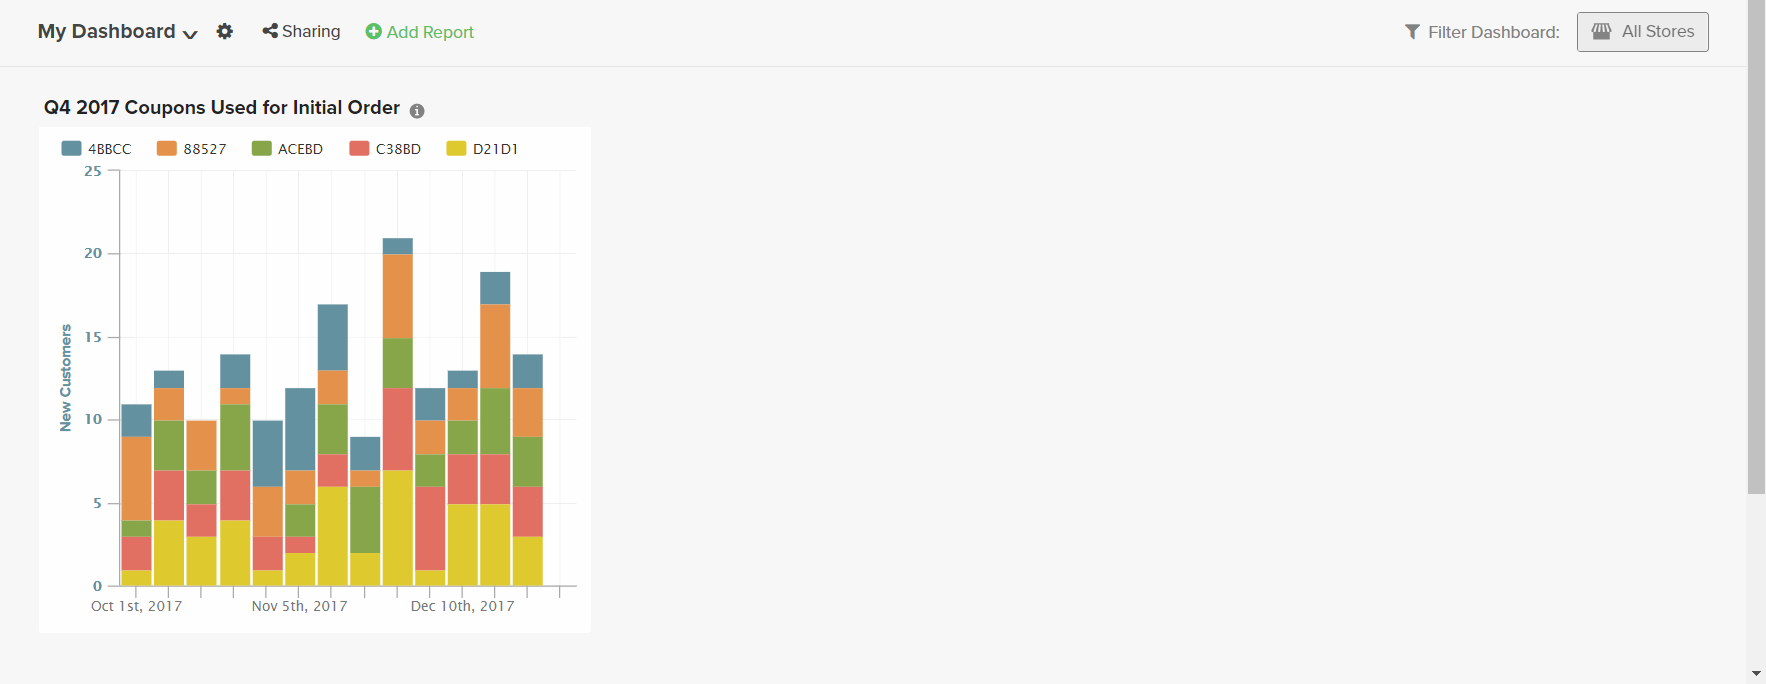 My Dashboard Sharing Add Report Filter Dashboard: All Stores
Q4 2017 Coupons Used for Initial Order
4BBCC 88527 ACEBD C38BD D21D1
25
20
15
10
5
0
New Customers
Oct 1st, 2017 Nov 5th, 2017 Dec 10th, 2017